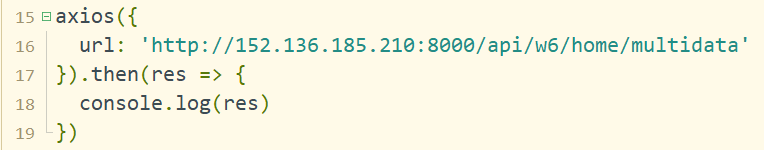 15 axios({
16   url: 'http://152.136.185.210:8000/api/w6/home/multidata'
17 }).then(res => {
18   console.log(res)
19 })